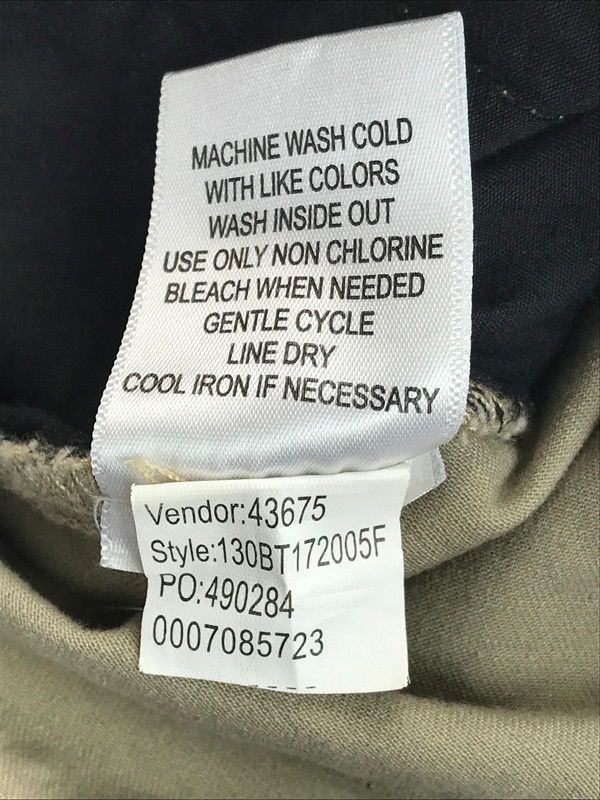 MACHINE WASH COLD
WITH LIKE COLORS
WASH INSIDE OUT
USE ONLY NON CHLORINE
BLEACH WHEN NEEDED
GENTLE CYCLE
LINE DRY
COOL IRON IF NECESSARY
Vendor:43675
Style:130BT172005F
PO:490284
0007085723